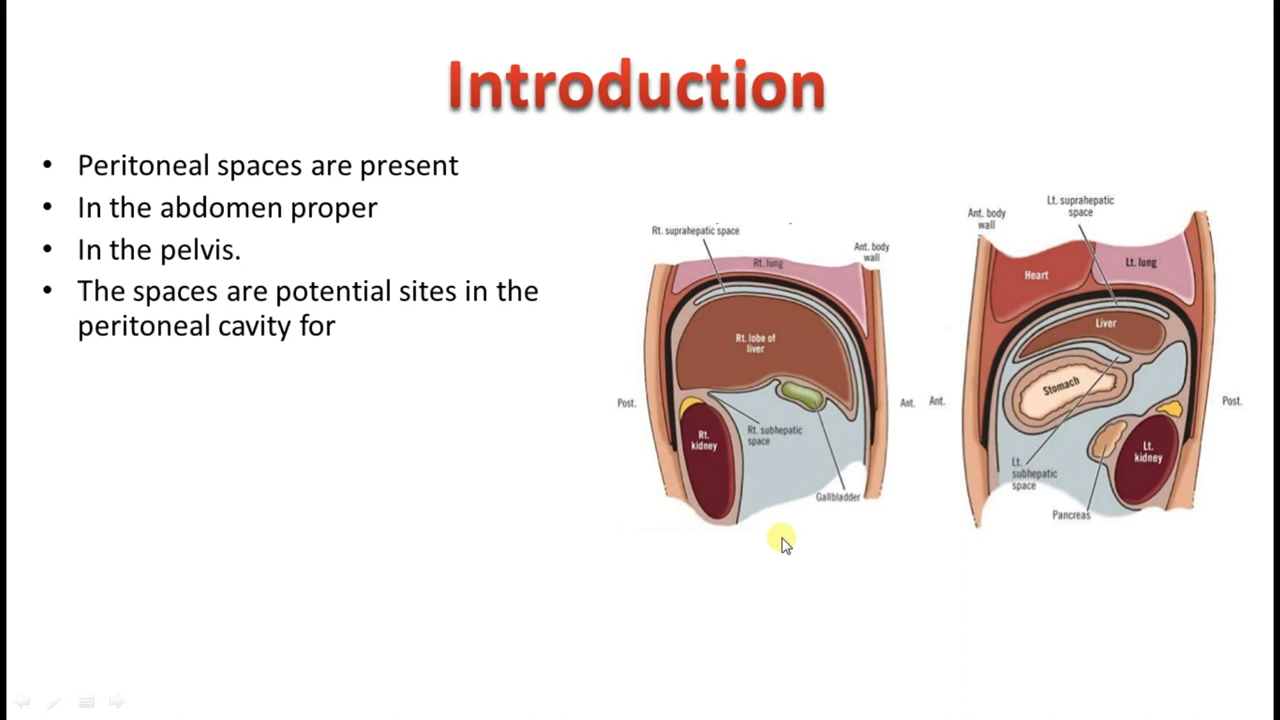 Introduction
• Peritoneal spaces are present
• In the abdomen proper
• In the pelvis.
• The spaces are potential sites in the
peritoneal cavity for
Rt. suprahepatic space
Ant. body
wall
Rt. lung
Rt. lobe of
liver
Post.
Ant.
Rt.
kidney
Rt. subhepatic
space
Gallbladder
Lt. suprahepatic
space
Ant. body
wall
Heart
Lt. lung
Liver
Stomach
Ant.
Post.
Lt.
kidney
Lt.
subhepatic
space
Pancreas